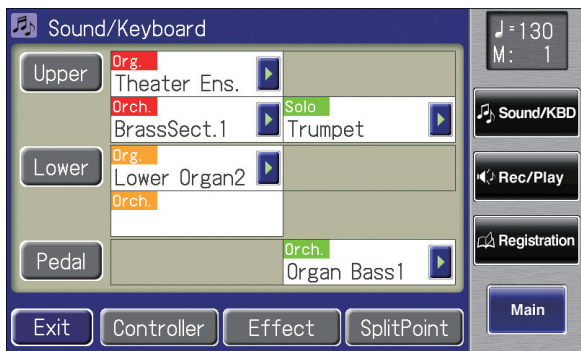 Sound/Keyboard
♩=130
M: 1
Upper
Org.
Theater Ens.
Orch.
BrassSect.1
Solo
Trumpet
Sound/KBD
Lower
Org.
Lower Organ2
Orch.
Rec/Play
Pedal
Orch.
Organ Bass1
Registration
Exit
Controller
Effect
SplitPoint
Main